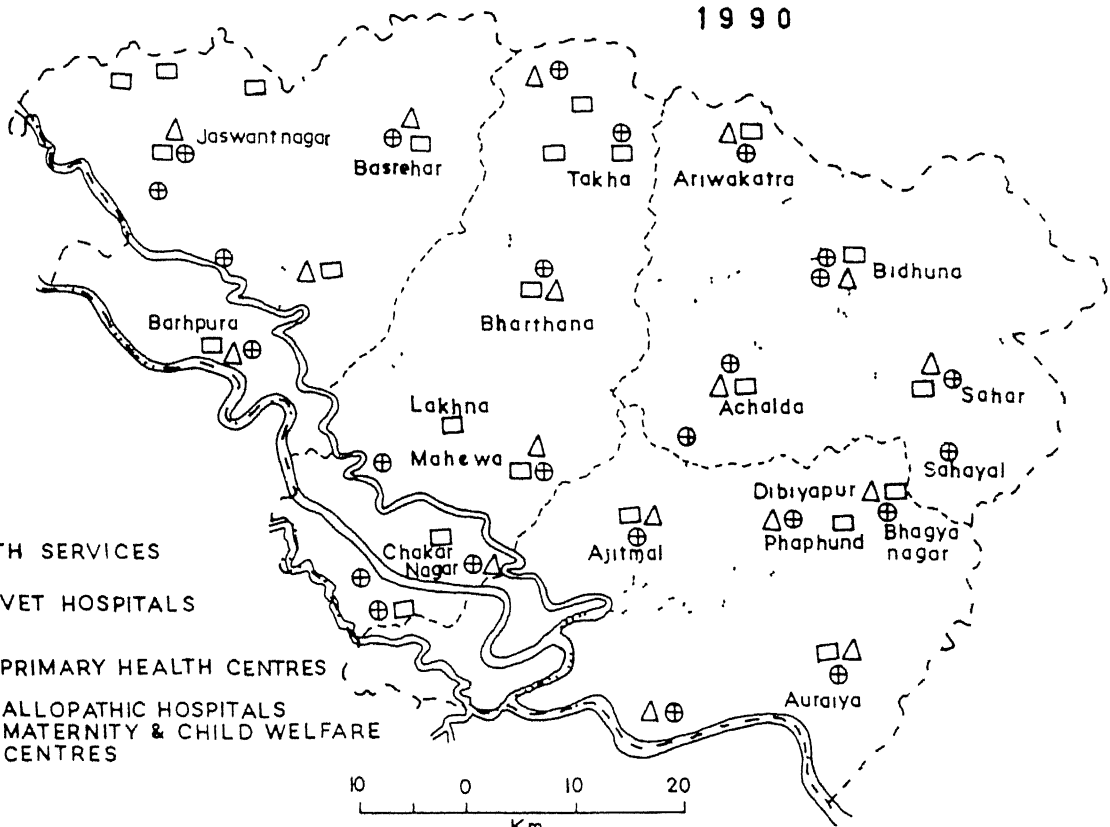 1990
Jaswantnagar
Basrehar
Takha
Ariwakatra
Bidhuna
Bharthana
Barhpura
Achalda
Sahar
Lakhna
Mahewa
Sahayal
Dibiyapur
Phaphund
Bhagya
nagar
Ajitmal
Chakar
Nagar
Auraiya
TH SERVICES
VET HOSPITALS
PRIMARY HEALTH CENTRES (
ALLOPATHIC HOSPITALS
MATERNITY & CHILD WELFARE
CENTRES
10 0 10 20
Km